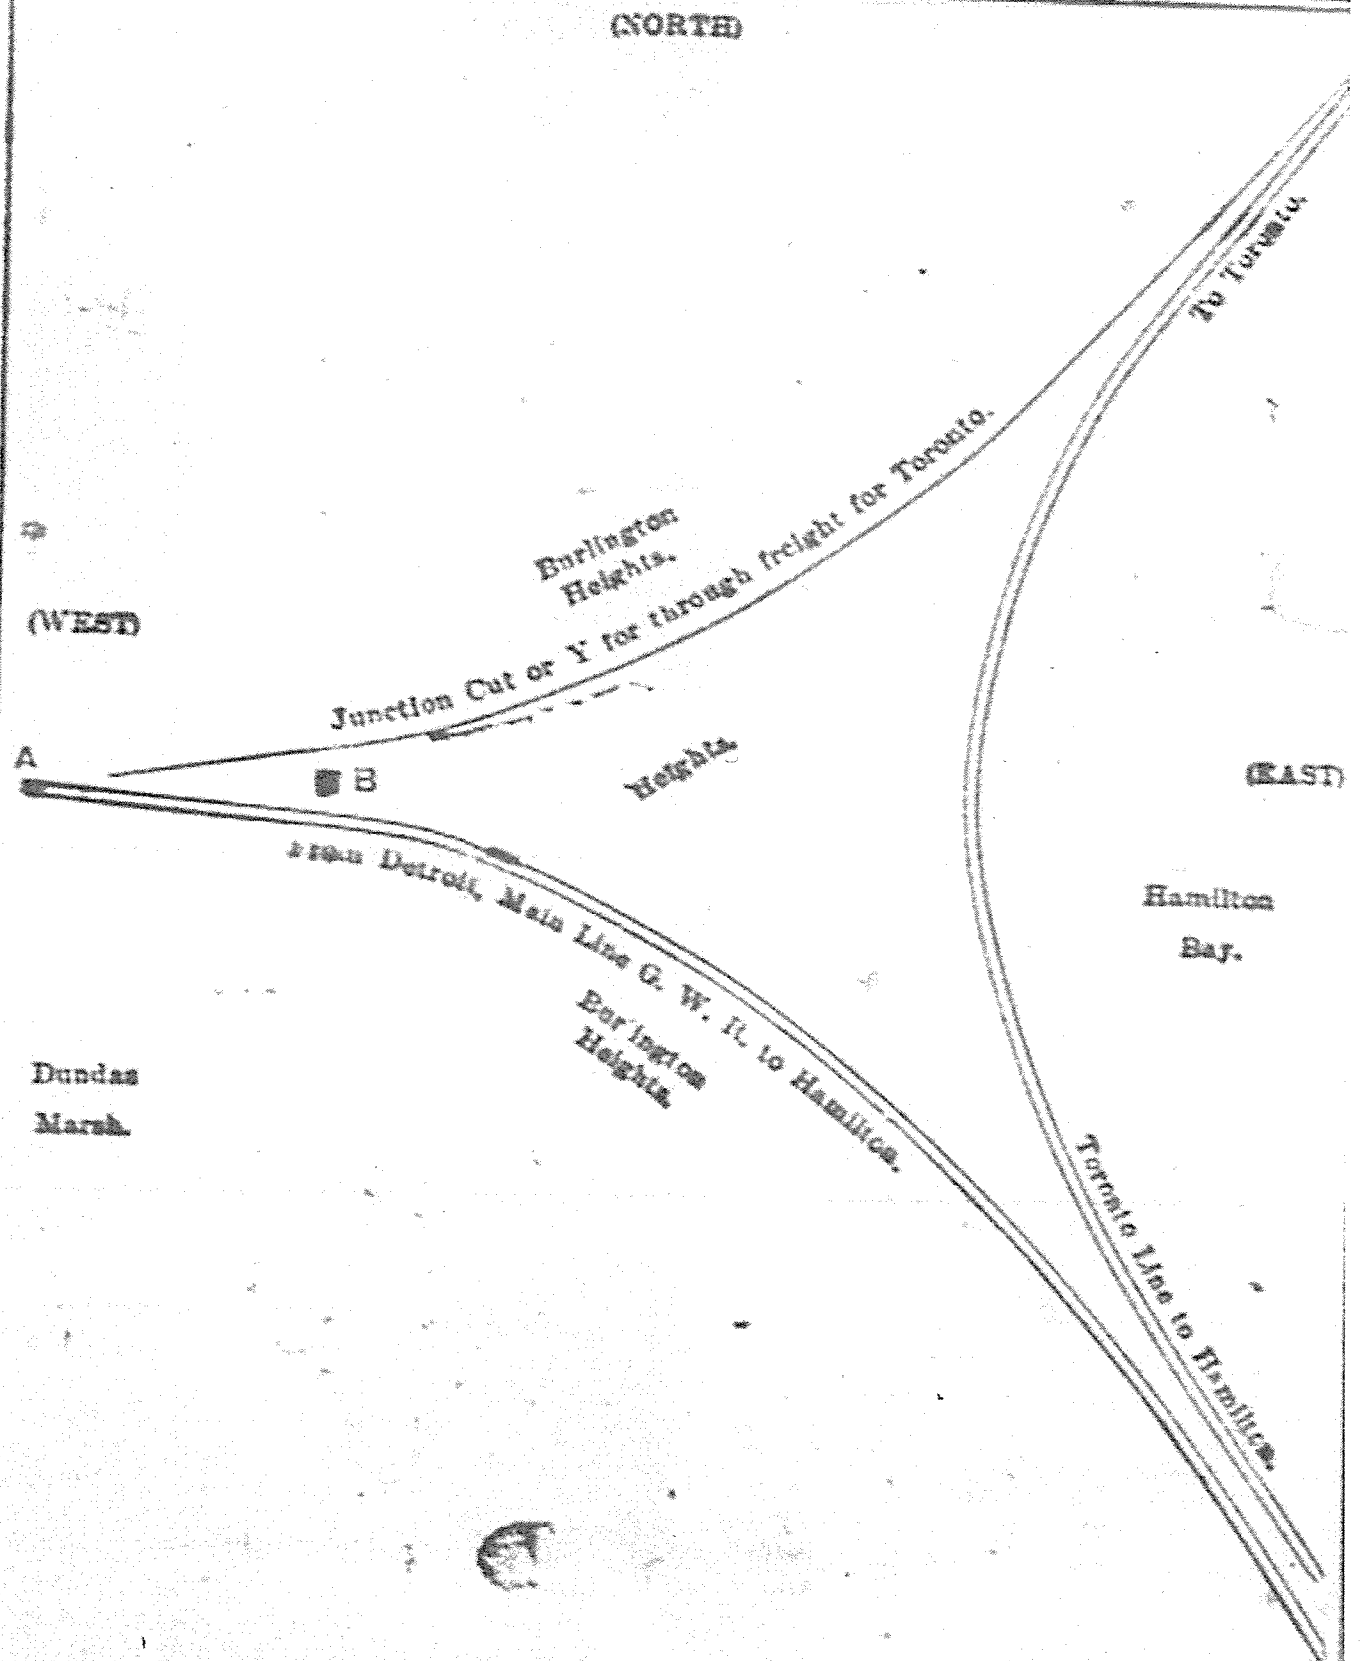 (NORTH)
To Toronto.
Junction Cut or Y for through freight for Toronto.
Burlington
Heights.
(WEST)
A
B
Heights.
(EAST)
From Detroit, Main Line G. W. R. to Hamilton.
Hamilton
Bay.
Burlington
Heights.
Dundas
Marsh.
Toronto Line to Hamilton.